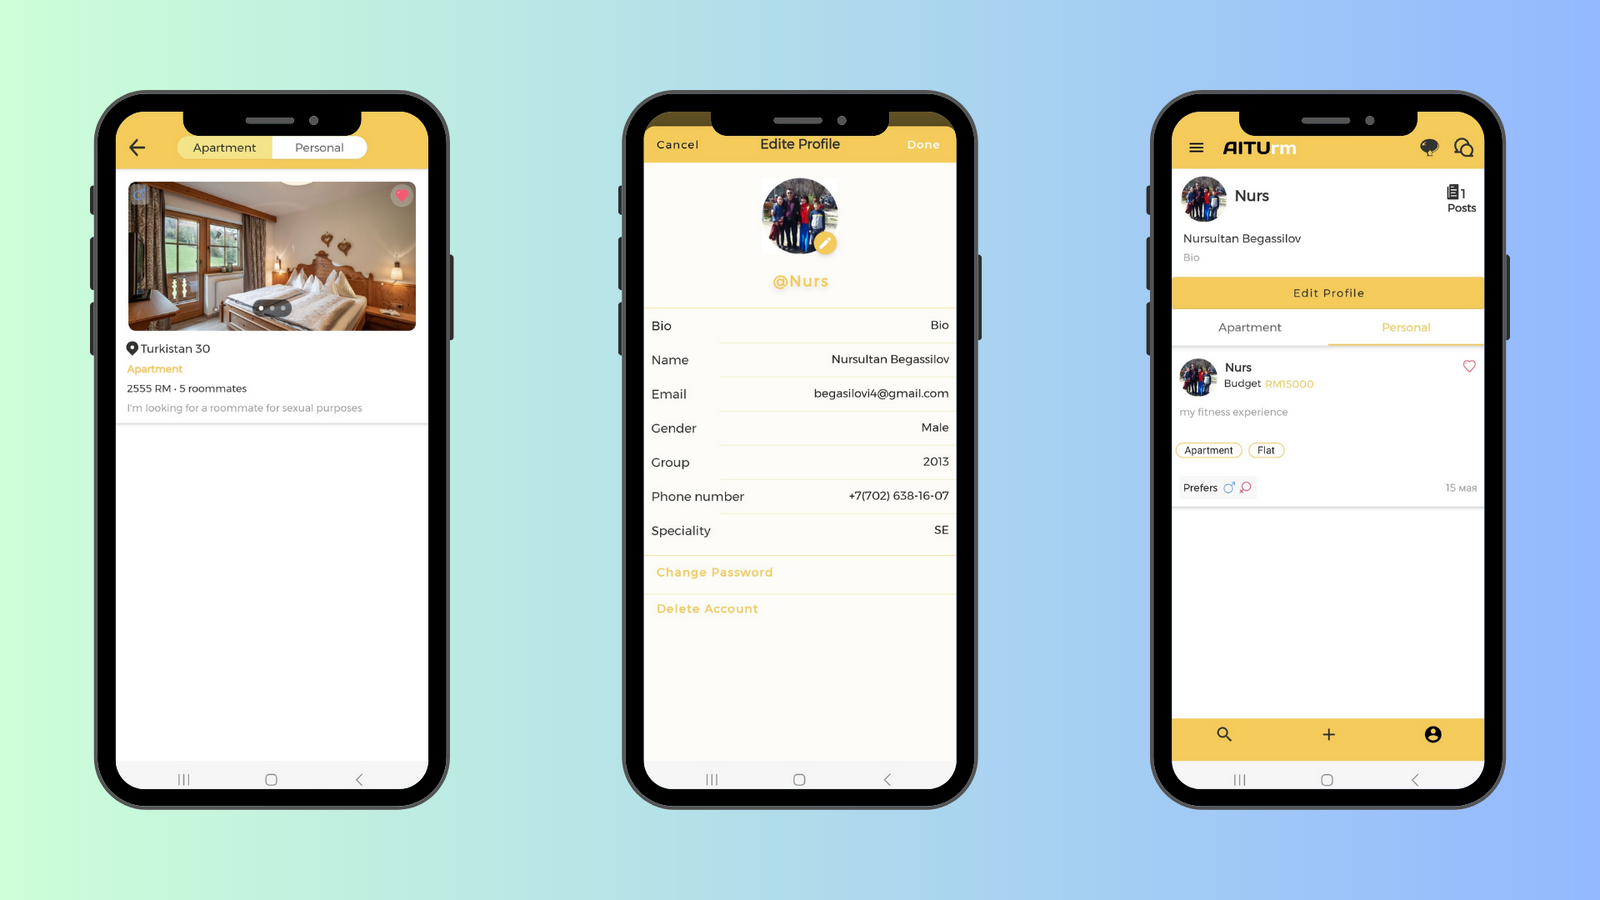 Apartment
Personal
Turkistan 30
Apartment
2555 RM · 5 roommates
I'm looking for a roommate for sexual purposes
Cancel
Edite Profile
Done
@Nurs
Bio
Bio
Name
Nursultan Begassilov
Email
begasilovi4@gmail.com
Gender
Male
Group
2013
Phone number
+7(702) 638-16-07
Speciality
SE
Change Password
Delete Account
AITUrm
Nurs
1
Posts
Nursultan Begassilov
Bio
Edit Profile
Apartment
Personal
Nurs
Budget RM15000
my fitness experience
Apartment
Flat
Prefers
15 мая